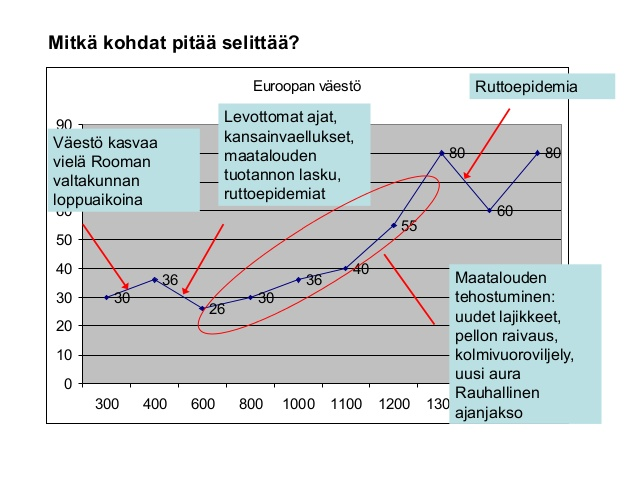 Mitkä kohdat pitää selittää?
Euroopan väestö
Ruttoepidemia
Levottomat ajat,
kansainvaellukset,
maatalouden
tuotannon lasku,
ruttoepidemiat
Väestö kasvaa
vielä Rooman
valtakunnan
loppuaikoina
90
60
50
40
30
20
10
0
30
36
26
30
36
40
55
80
60
80
Maatalouden
tehostuminen:
uudet lajikkeet,
pellon raivaus,
kolmivuoroviljely,
uusi aura
Rauhallinen
ajanjakso
300 400 600 800 1000 1100 1200